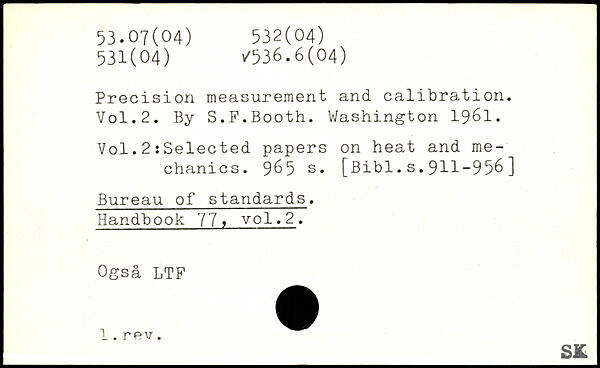 53.07(04) 532(04)
531(04) √536.6(04)
Precision measurement and calibration.
Vol.2. By S.F.Booth. Washington 1961.
Vol.2:Selected papers on heat and me-
chanics. 965 s. [Bibl.s.911-956]
Bureau of standards.
Handbook 77, vol.2.
Også LTF
1.rev.
SK